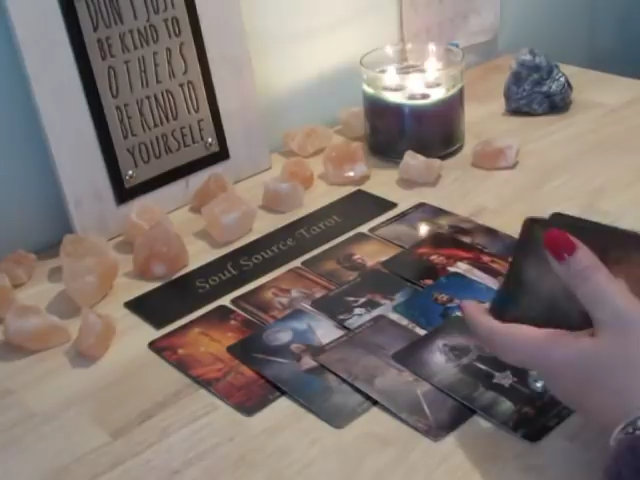 DON'T JUST
BE KIND TO
OTHERS
BE KIND TO
YOURSELF
Soul Source Tarot